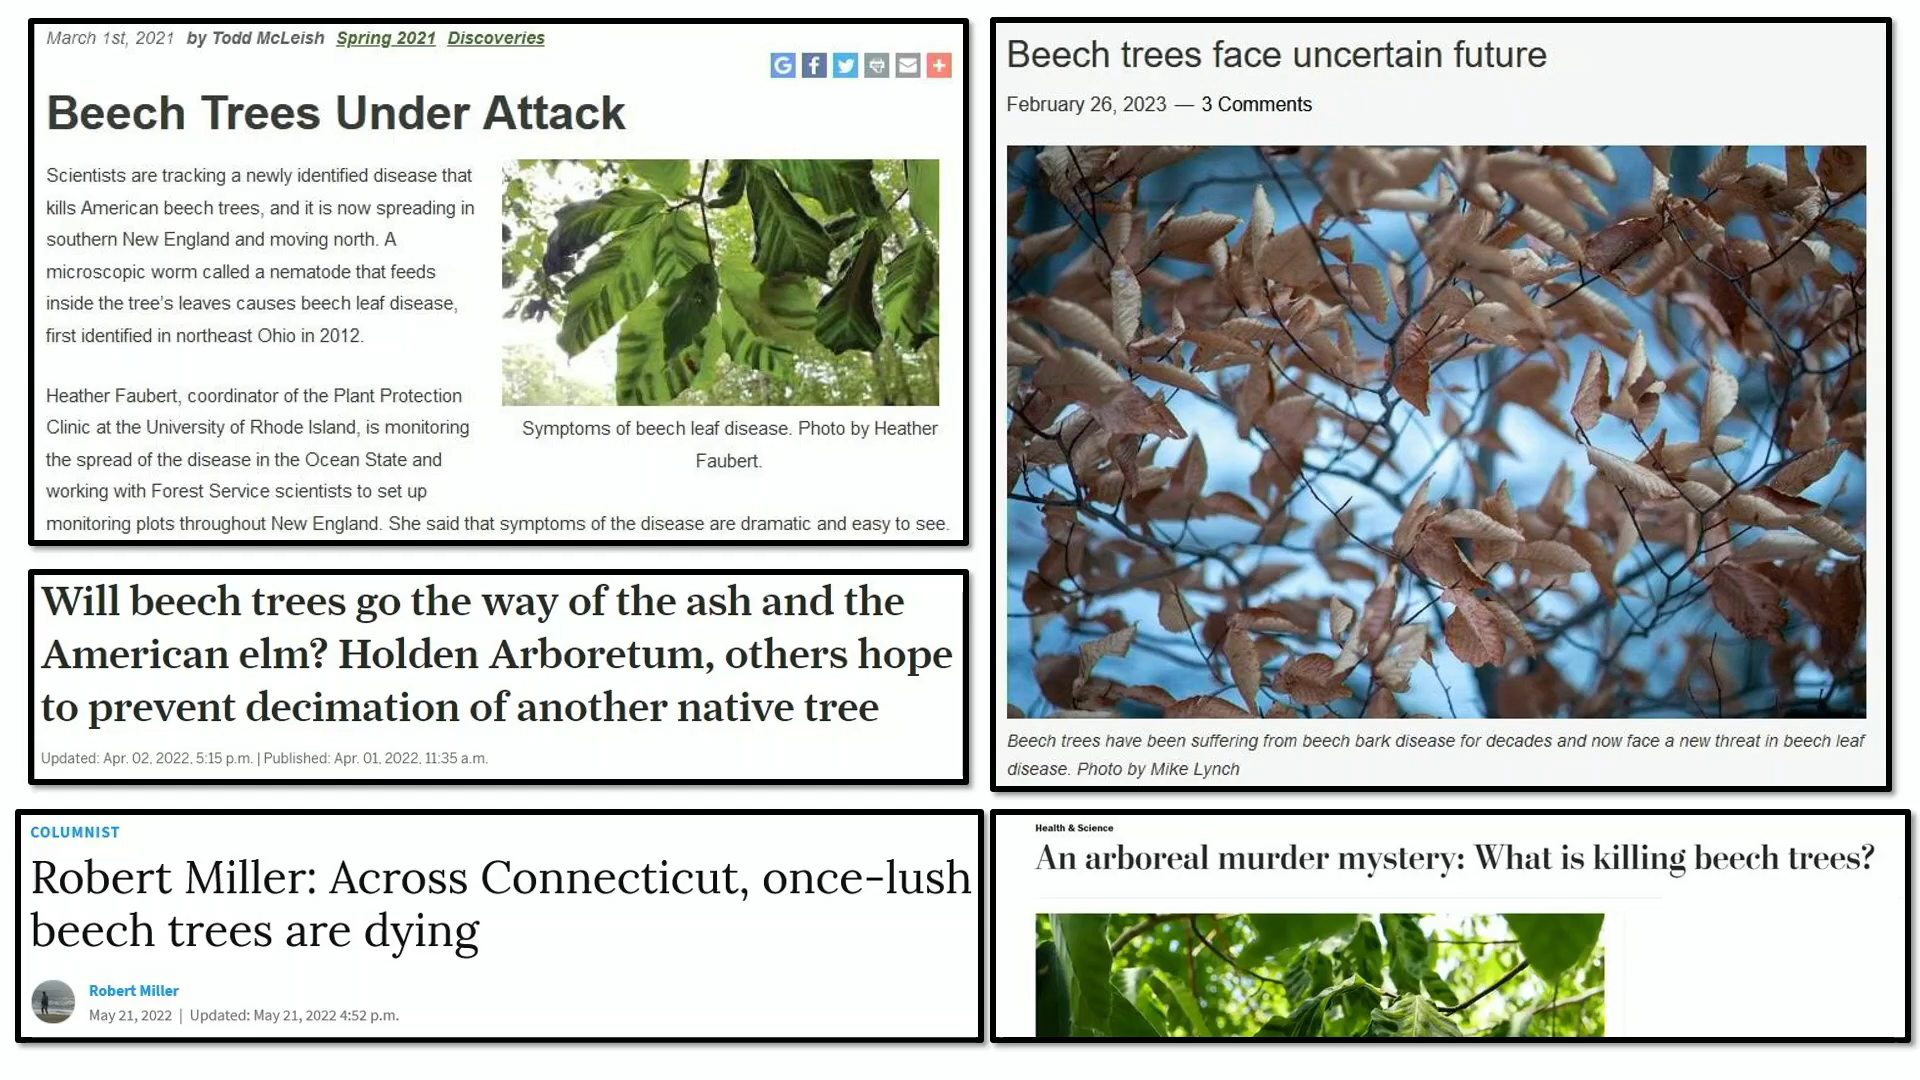 March 1st, 2021 by Todd McLeish Spring 2021 Discoveries
Beech Trees Under Attack
Scientists are tracking a newly identified disease that
kills American beech trees, and it is now spreading in
southern New England and moving north. A
microscopic worm called a nematode that feeds
inside the tree’s leaves causes beech leaf disease,
first identified in northeast Ohio in 2012.
Symptoms of beech leaf disease. Photo by Heather
Faubert.
Heather Faubert, coordinator of the Plant Protection
Clinic at the University of Rhode Island, is monitoring
the spread of the disease in the Ocean State and
working with Forest Service scientists to set up
monitoring plots throughout New England. She said that symptoms of the disease are dramatic and easy to see.
Beech trees face uncertain future
February 26, 2023 — 3 Comments
Beech trees have been suffering from beech bark disease for decades and now face a new threat in beech leaf
disease. Photo by Mike Lynch
Will beech trees go the way of the ash and the
American elm? Holden Arboretum, others hope
to prevent decimation of another native tree
Updated: Apr. 02, 2022, 5:15 p.m. | Published: Apr. 01, 2022, 11:35 a.m.
COLUMNIST
Robert Miller: Across Connecticut, once-lush
beech trees are dying
Robert Miller
May 21, 2022 | Updated: May 21, 2022 4:52 p.m.
Health & Science
An arboreal murder mystery: What is killing beech trees?